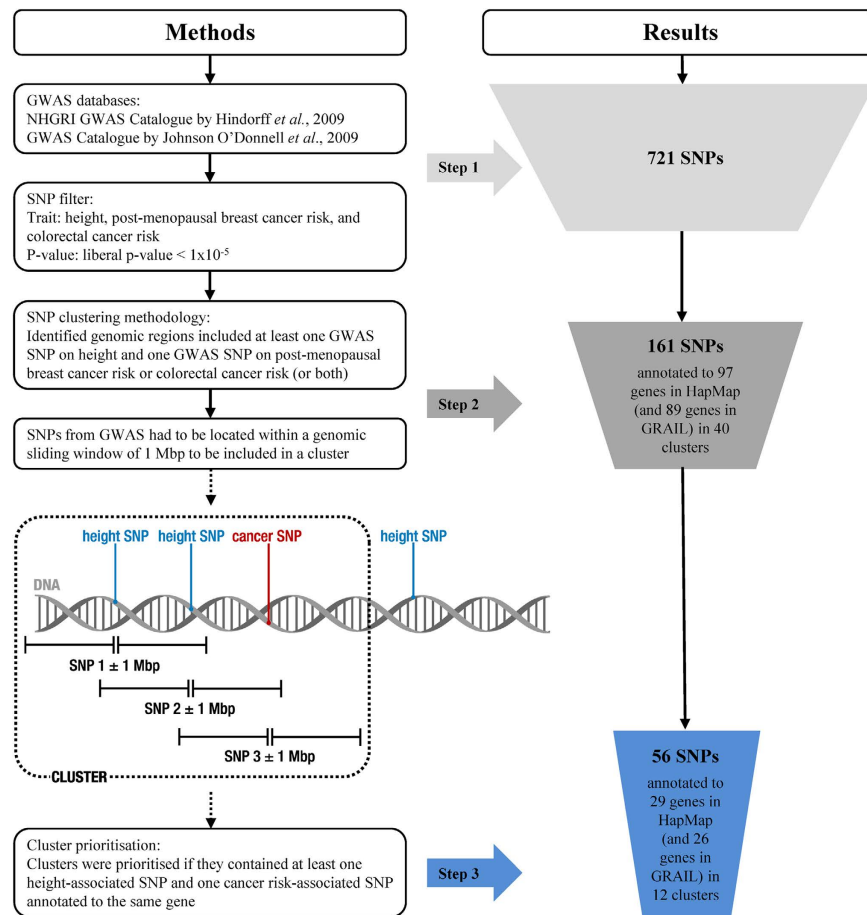 Methods
GWAS databases:
NHGRI GWAS Catalogue by Hindorff et al., 2009
GWAS Catalogue by Johnson O’Donnell et al., 2009
SNP filter:
Trait: height, post-menopausal breast cancer risk, and
colorectal cancer risk
P-value: liberal p-value < 1x10⁻⁵
SNP clustering methodology:
Identified genomic regions included at least one GWAS
SNP on height and one GWAS SNP on post-menopausal
breast cancer risk or colorectal cancer risk (or both)
SNPs from GWAS had to be located within a genomic
sliding window of 1 Mbp to be included in a cluster
height SNP
height SNP
cancer SNP
height SNP
DNA
SNP 1 ± 1 Mbp
SNP 2 ± 1 Mbp
SNP 3 ± 1 Mbp
CLUSTER
Cluster prioritisation:
Clusters were prioritised if they contained at least one
height-associated SNP and one cancer risk-associated SNP
annotated to the same gene
Step 1
Step 2
Step 3
Results
721 SNPs
161 SNPs
annotated to 97
genes in HapMap
(and 89 genes in
GRAIL) in 40
clusters
56 SNPs
annotated to
29 genes in
HapMap
(and 26
genes in
GRAIL) in
12 clusters